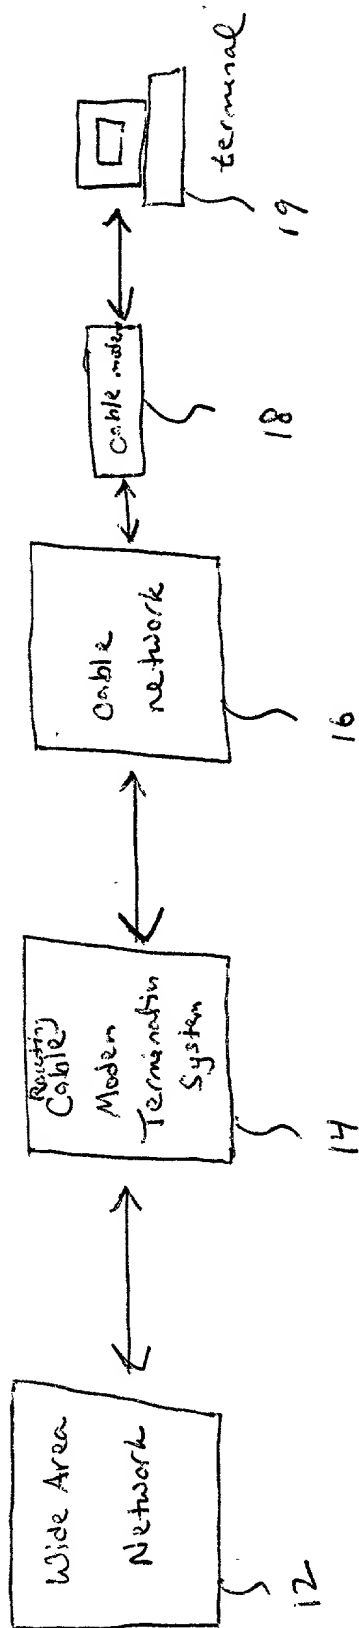 Wide Area
Network
12
Routing
Cable
Modem
Termination
System
14
Cable
network
16
Cable modem
18
terminal
19